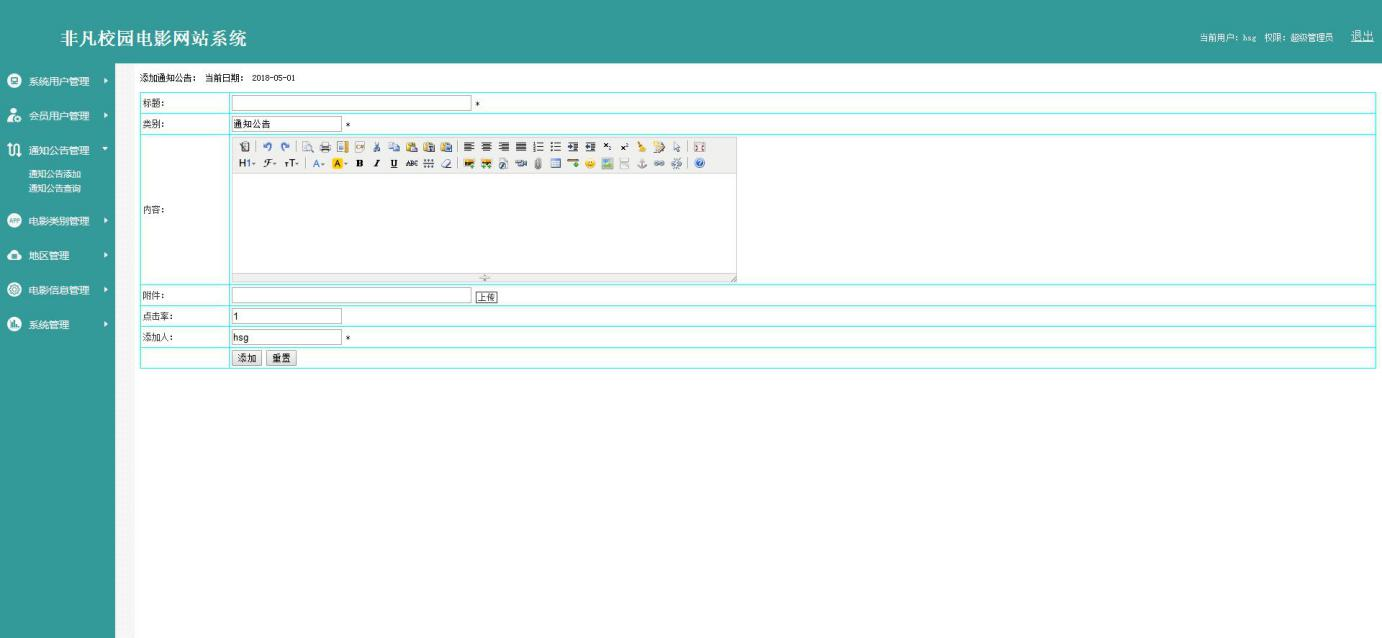 非凡校园电影网站系统
当前用户: hsg 权限: 超级管理员 退出
系统用户管理
会员用户管理
通知公告管理
通知公告添加
通知公告查询
APP 电影类别管理
地区管理
电影信息管理
系统管理
添加通知公告: 当前日期: 2018-05-01
标题: *
类别: 通知公告 *
H1 F TT A A B I U ABC
内容:
附件: 上传
点击率: 1
添加人: hsg *
添加 重置